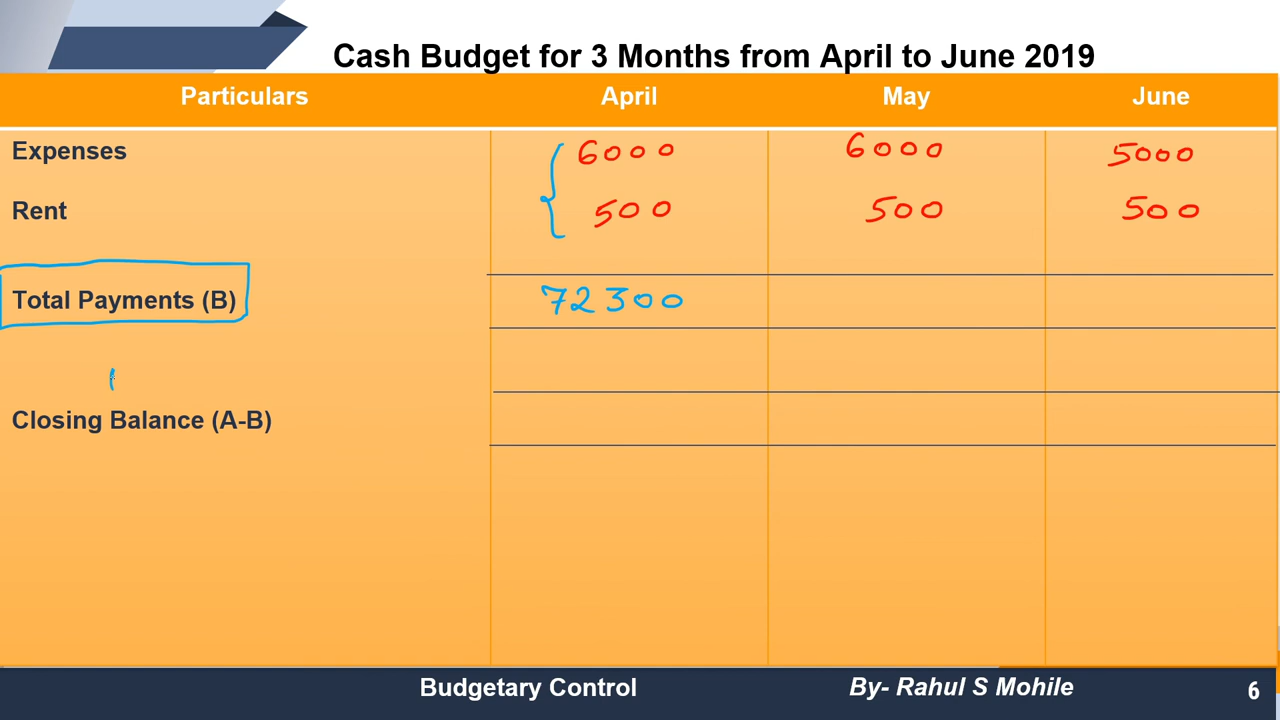 Cash Budget for 3 Months from April to June 2019
Particulars April May June
Expenses 6000 6000 5000
Rent 500 500 500
Total Payments (B) 72300
Closing Balance (A-B)
Budgetary Control By- Rahul S Mohile 6